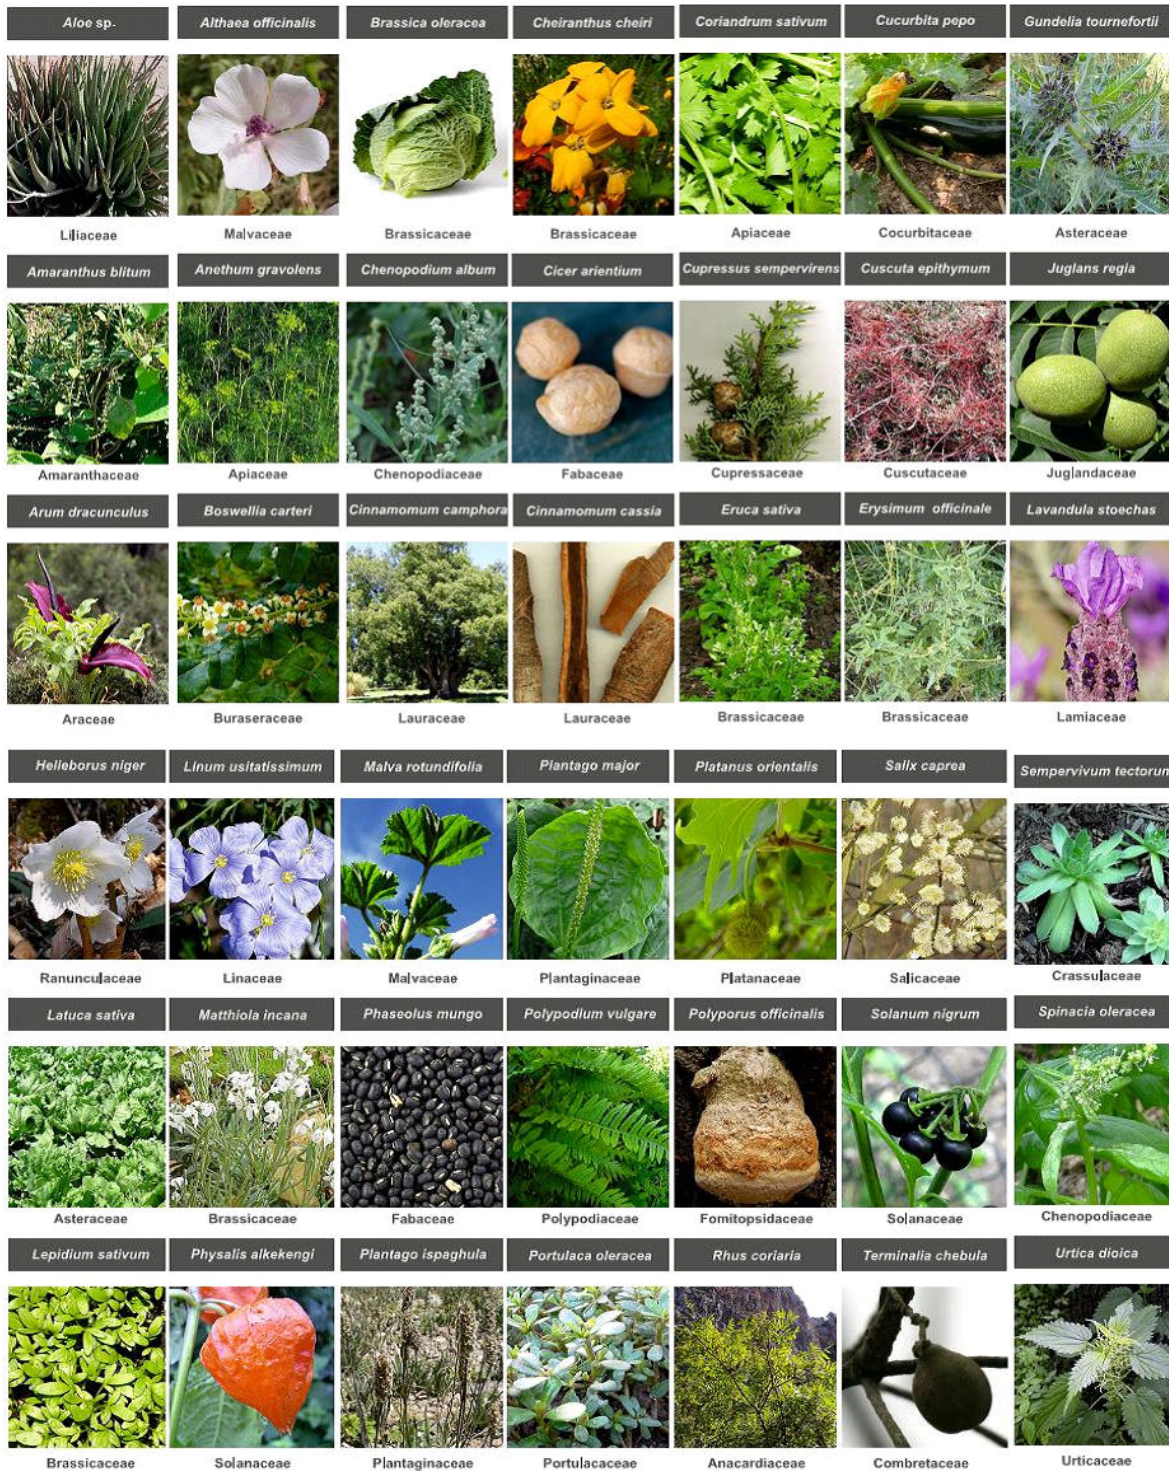 Aloe sp. Althaea officinalis Brassica oleracea Cheiranthus cheiri Coriandrum sativum Cucurbita pepo Gundelia tournefortii
Liliaceae Malvaceae Brassicaceae Brassicaceae Apiaceae Cocurbitaceae Asteraceae
Amaranthus blitum Anethum gravolens Chenopodium album Cicer arientium Cupressus sempervirens Cuscuta epithymum Juglans regia
Amaranthaceae Apiaceae Chenopodiaceae Fabaceae Cupressaceae Cuscutaceae Juglandaceae
Arum dracunculus Boswellia carteri Cinnamomum camphora Cinnamomum cassia Eruca sativa Erysimum officinale Lavandula stoechas
Araceae Buraseraceae Lauraceae Lauraceae Brassicaceae Brassicaceae Lamiaceae
Helleborus niger Linum usitatissimum Malva rotundifolia Plantago major Platanus orientalis Salix caprea Sempervivum tectorum
Ranunculaceae Linaceae Malvaceae Plantaginaceae Platanaceae Salicaceae Crassulaceae
Latuca sativa Matthiola incana Phaseolus mungo Polypodium vulgare Polyporus officinalis Solanum nigrum Spinacia oleracea
Asteraceae Brassicaceae Fabaceae Polypodiaceae Fomitopsidaceae Solanaceae Chenopodiaceae
Lepidium sativum Physalis alkekengi Plantago ispaghula Portulaca oleracea Rhus coriaria Terminalia chebula Urtica dioica
Brassicaceae Solanaceae Plantaginaceae Portulacaceae Anacardiaceae Combretaceae Urticaceae